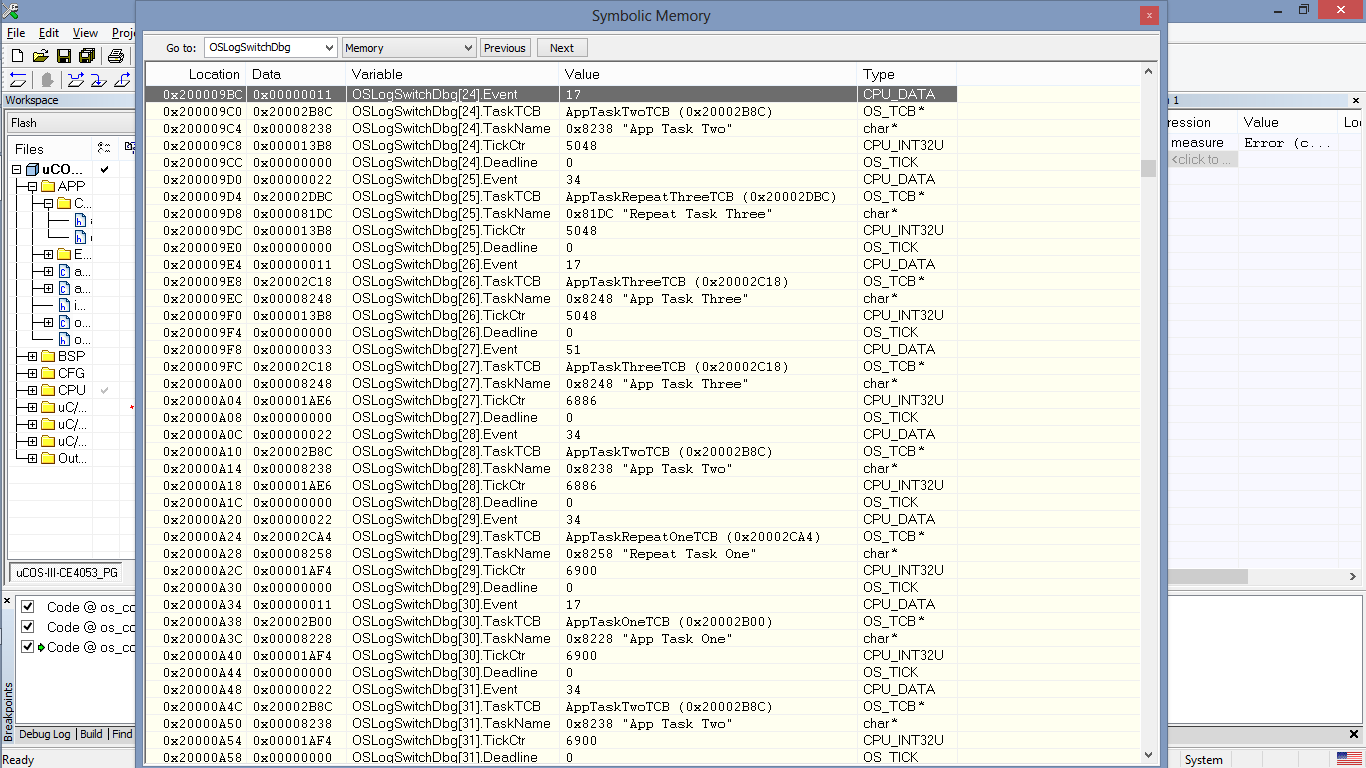 Symbolic Memory
x
File Edit View Proj
Go to: OSLogSwitchDbg Memory Previous Next
Workspace
Flash
Files
uCO...
APP
C...
E...
a...
a...
i...
o...
o...
BSP
CFG
CPU
uC/...
uC/...
uC/...
Out...
uCOS-III-CE4053_PG
Location Data Variable Value Type
0x200009BC 0x00000011 OSLogSwitchDbg[24].Event 17 CPU_DATA
0x200009C0 0x20002B8C OSLogSwitchDbg[24].TaskTCB AppTaskTwoTCB (0x20002B8C) OS_TCB*
0x200009C4 0x00008238 OSLogSwitchDbg[24].TaskName 0x8238 "App Task Two" char*
0x200009C8 0x000013B8 OSLogSwitchDbg[24].TickCtr 5048 CPU_INT32U
0x200009CC 0x00000000 OSLogSwitchDbg[24].Deadline 0 OS_TICK
0x200009D0 0x00000022 OSLogSwitchDbg[25].Event 34 CPU_DATA
0x200009D4 0x20002DBC OSLogSwitchDbg[25].TaskTCB AppTaskRepeatThreeTCB (0x20002DBC) OS_TCB*
0x200009D8 0x000081DC OSLogSwitchDbg[25].TaskName 0x81DC "Repeat Task Three" char*
0x200009DC 0x000013B8 OSLogSwitchDbg[25].TickCtr 5048 CPU_INT32U
0x200009E0 0x00000000 OSLogSwitchDbg[25].Deadline 0 OS_TICK
0x200009E4 0x00000011 OSLogSwitchDbg[26].Event 17 CPU_DATA
0x200009E8 0x20002C18 OSLogSwitchDbg[26].TaskTCB AppTaskThreeTCB (0x20002C18) OS_TCB*
0x200009EC 0x00008248 OSLogSwitchDbg[26].TaskName 0x8248 "App Task Three" char*
0x200009F0 0x000013B8 OSLogSwitchDbg[26].TickCtr 5048 CPU_INT32U
0x200009F4 0x00000000 OSLogSwitchDbg[26].Deadline 0 OS_TICK
0x200009F8 0x00000033 OSLogSwitchDbg[27].Event 51 CPU_DATA
0x200009FC 0x20002C18 OSLogSwitchDbg[27].TaskTCB AppTaskThreeTCB (0x20002C18) OS_TCB*
0x20000A00 0x00008248 OSLogSwitchDbg[27].TaskName 0x8248 "App Task Three" char*
0x20000A04 0x00001AE6 OSLogSwitchDbg[27].TickCtr 6886 CPU_INT32U
0x20000A08 0x00000000 OSLogSwitchDbg[27].Deadline 0 OS_TICK
0x20000A0C 0x00000022 OSLogSwitchDbg[28].Event 34 CPU_DATA
0x20000A10 0x20002B8C OSLogSwitchDbg[28].TaskTCB AppTaskTwoTCB (0x20002B8C) OS_TCB*
0x20000A14 0x00008238 OSLogSwitchDbg[28].TaskName 0x8238 "App Task Two" char*
0x20000A18 0x00001AE6 OSLogSwitchDbg[28].TickCtr 6886 CPU_INT32U
0x20000A1C 0x00000000 OSLogSwitchDbg[28].Deadline 0 OS_TICK
0x20000A20 0x00000022 OSLogSwitchDbg[29].Event 34 CPU_DATA
0x20000A24 0x20002CA4 OSLogSwitchDbg[29].TaskTCB AppTaskRepeatOneTCB (0x20002CA4) OS_TCB*
0x20000A28 0x00008258 OSLogSwitchDbg[29].TaskName 0x8258 "Repeat Task One" char*
0x20000A2C 0x00001AF4 OSLogSwitchDbg[29].TickCtr 6900 CPU_INT32U
0x20000A30 0x00000000 OSLogSwitchDbg[29].Deadline 0 OS_TICK
0x20000A34 0x00000011 OSLogSwitchDbg[30].Event 17 CPU_DATA
0x20000A38 0x20002B00 OSLogSwitchDbg[30].TaskTCB AppTaskOneTCB (0x20002B00) OS_TCB*
0x20000A3C 0x00008228 OSLogSwitchDbg[30].TaskName 0x8228 "App Task One" char*
0x20000A40 0x00001AF4 OSLogSwitchDbg[30].TickCtr 6900 CPU_INT32U
0x20000A44 0x00000000 OSLogSwitchDbg[30].Deadline 0 OS_TICK
0x20000A48 0x00000022 OSLogSwitchDbg[31].Event 34 CPU_DATA
0x20000A4C 0x20002B8C OSLogSwitchDbg[31].TaskTCB AppTaskTwoTCB (0x20002B8C) OS_TCB*
0x20000A50 0x00008238 OSLogSwitchDbg[31].TaskName 0x8238 "App Task Two" char*
0x20000A54 0x00001AF4 OSLogSwitchDbg[31].TickCtr 6900 CPU_INT32U
0x20000A58 0x00000000 OSLogSwitchDbg[31].Deadline 0 OS_TICK
1
ression Value Loc
measure Error (c...
<click to ...
Code @ os_co
Code @ os_co
Code @ os_co
Breakpoints
Debug Log Build Find
Ready
System